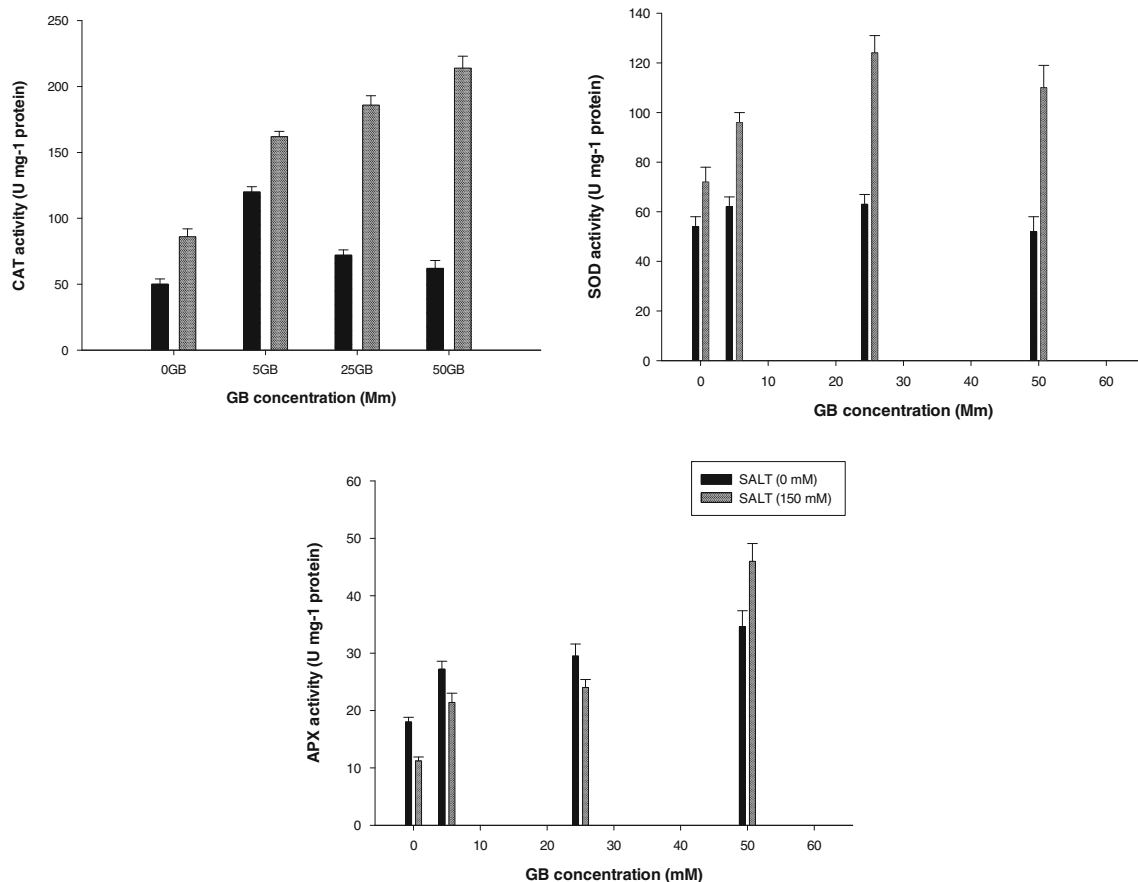 CAT activity (U mg-1 protein)
250
200
150
100
50
0
0GB 5GB 25GB 50GB
GB concentration (Mm)
SOD activity (U mg-1 protein)
140
120
100
80
60
40
20
0
0 10 20 30 40 50 60
GB concentration (Mm)
SALT (0 mM)
SALT (150 mM)
APX activity (U mg-1 protein)
60
50
40
30
20
10
0
0 10 20 30 40 50 60
GB concentration (mM)